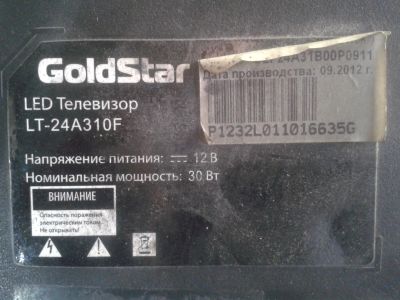 GoldStar
LED Телевизор
LT-24A310F
Напряжение питания: 12 В
Номинальная мощность: 30 Вт
ВНИМАНИЕ
Опасность поражения
электрическим током.
Не открывать!
24A31B00P0911
Дата производства: 09.2012 г.
P1232L011016635G